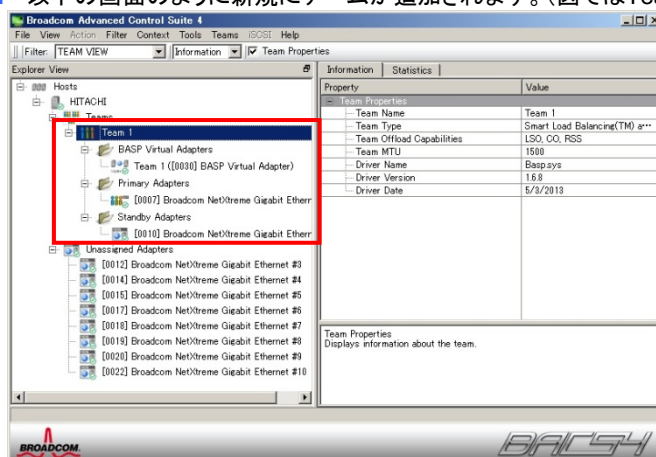 以下の画面のように新規にチームが追加されます。(図では
Broadcom Advanced Control Suite 4
File View Action Filter Context Tools Teams iSCSI Help
Filter: TEAM VIEW Information Team Properties
Explorer View
Hosts
HITACHI
Teams
Team 1
BASP Virtual Adapters
Team 1 ([0030] BASP Virtual Adapter)
Primary Adapters
[0007] Broadcom NetXtreme Gigabit Ethern
Standby Adapters
[0010] Broadcom NetXtreme Gigabit Ethern
Unassigned Adapters
[0012] Broadcom NetXtreme Gigabit Ethernet #3
[0014] Broadcom NetXtreme Gigabit Ethernet #4
[0015] Broadcom NetXtreme Gigabit Ethernet #5
[0017] Broadcom NetXtreme Gigabit Ethernet #6
[0018] Broadcom NetXtreme Gigabit Ethernet #7
[0019] Broadcom NetXtreme Gigabit Ethernet #8
[0020] Broadcom NetXtreme Gigabit Ethernet #9
[0022] Broadcom NetXtreme Gigabit Ethernet #10
Information Statistics
Property Value
Team Properties
Team Name Team 1
Team Type Smart Load Balancing(TM) a…
Team Offload Capabilities LSO, CO, RSS
Team MTU 1500
Driver Name Basp.sys
Driver Version 1.6.8
Driver Date 5/3/2013
Team Properties
Displays information about the team.
BROADCOM.
BACS4